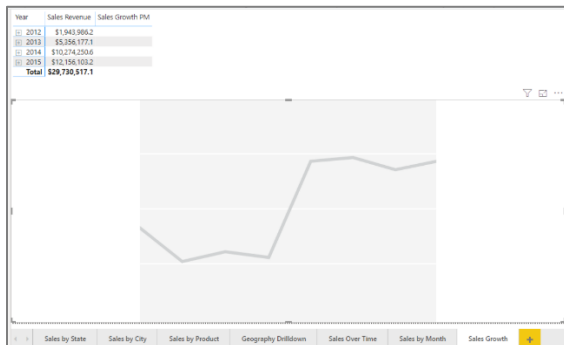 Year Sales Revenue Sales Growth PM
2012 $1,943,986.2
2013 $5,356,177.1
2014 $10,274,250.6
2015 $12,156,103.2
Total $29,730,517.1
Sales by State Sales by City Sales by Product Geography Drilldown Sales Over Time Sales by Month Sales Growth +